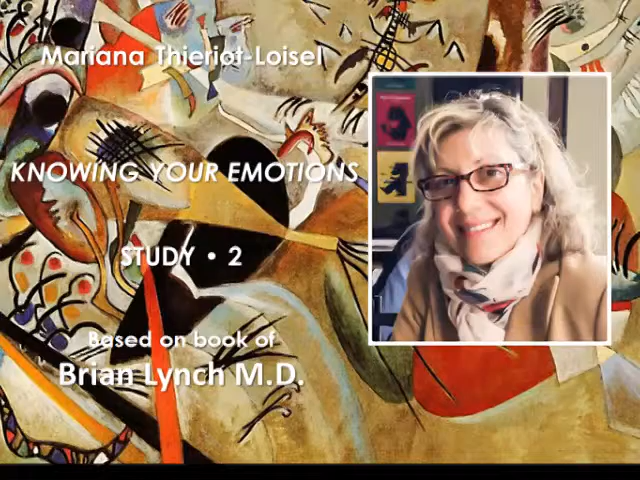 Mariana Thieriot-Loisel
KNOWING YOUR EMOTIONS
STUDY • 2
Based on book of
Brian Lynch M.D.